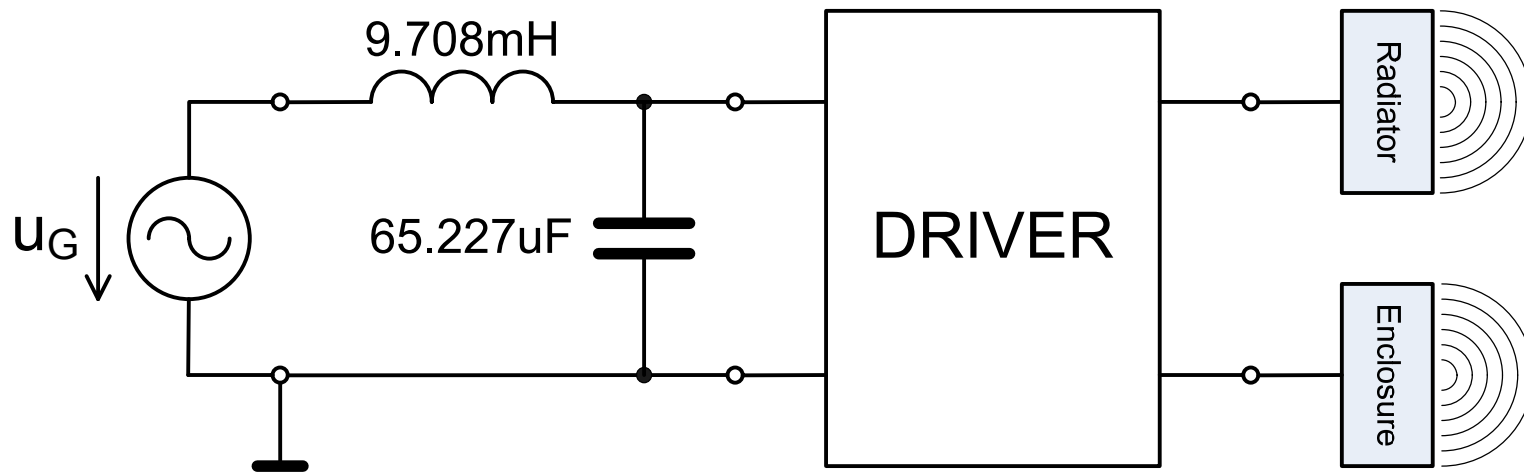 9.708mH
uG
65.227uF
DRIVER
Radiator
Enclosure